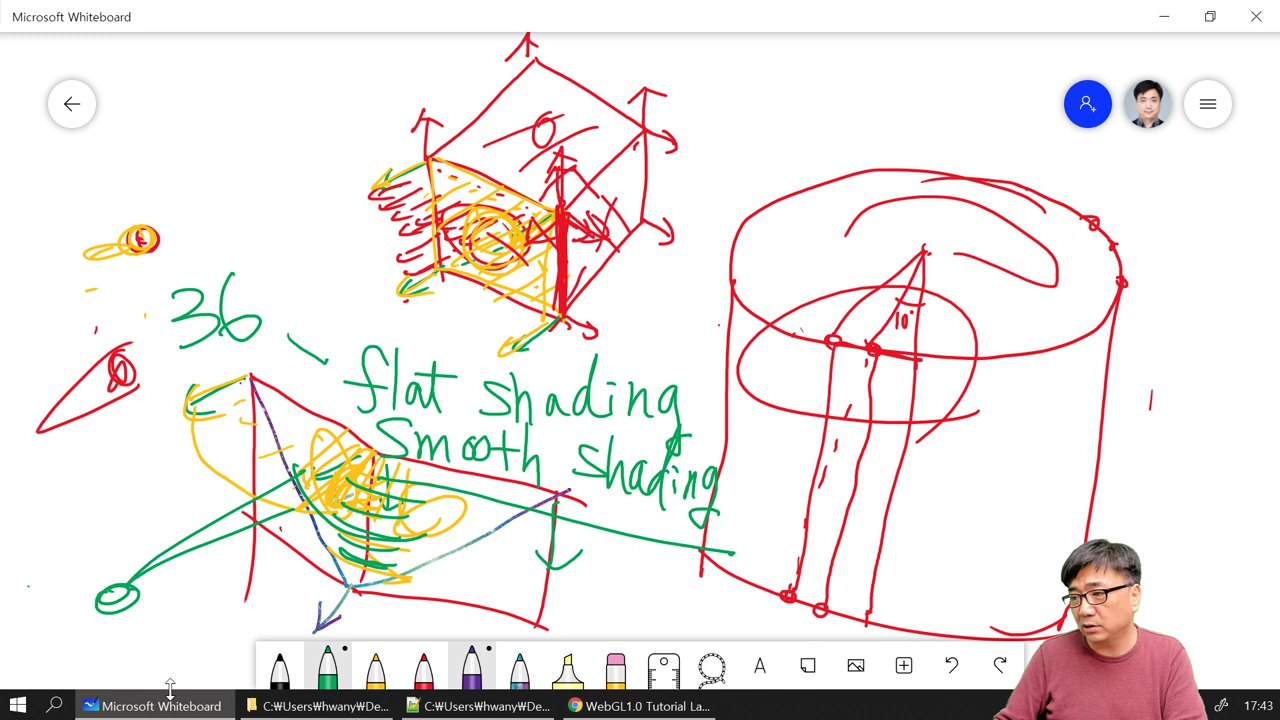 Microsoft Whiteboard
36
flat shading
smooth shading
10°
A
Microsoft Whiteboard
C:₩Users₩hwany₩De...
C:₩Users₩hwany₩De...
WebGL1.0 Tutorial La...
17:43